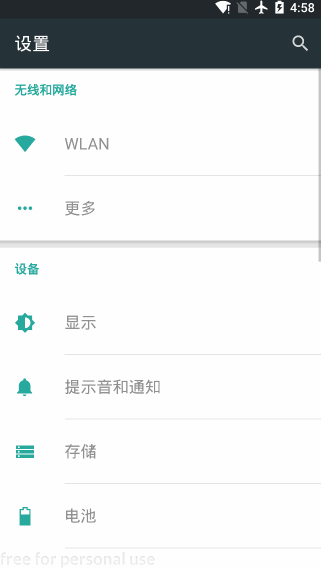 4:58
设置
无线和网络
WLAN
更多
设备
显示
提示音和通知
存储
电池
free for personal use